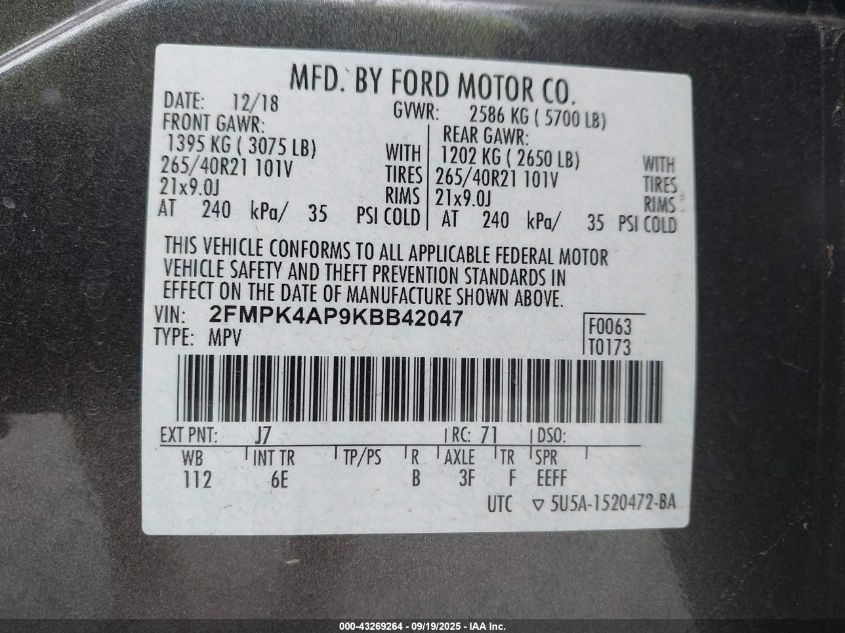 MFD. BY FORD MOTOR CO.
DATE: 12/18 GVWR: 2586 KG ( 5700 LB)
FRONT GAWR: REAR GAWR:
1395 KG ( 3075 LB) WITH 1202 KG ( 2650 LB) WITH
265/40R21 101V TIRES 265/40R21 101V TIRES
21x9.0J RIMS 21x9.0J RIMS
AT 240 kPa/ 35 PSI COLD AT 240 kPa/ 35 PSI COLD
THIS VEHICLE CONFORMS TO ALL APPLICABLE FEDERAL MOTOR
VEHICLE SAFETY AND THEFT PREVENTION STANDARDS IN
EFFECT ON THE DATE OF MANUFACTURE SHOWN ABOVE.
VIN: 2FMPK4AP9KBB42047 F0063
TYPE: MPV T0173
EXT PNT: J7 RC: 71 DSO:
WB INT TR TP/PS R AXLE TR SPR
112 6E B 3F F EEFF
UTC ▽ 5U5A-1520472-BA
000-43269264 - 09/19/2025 - IAA Inc.